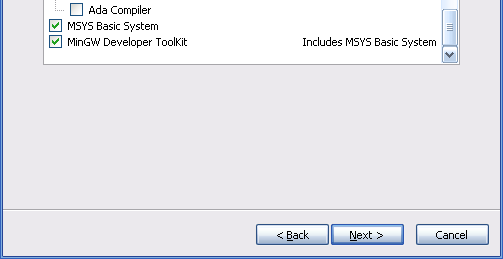 Ada Compiler
MSYS Basic System
MinGW Developer ToolKit Includes MSYS Basic System
< Back Next > Cancel